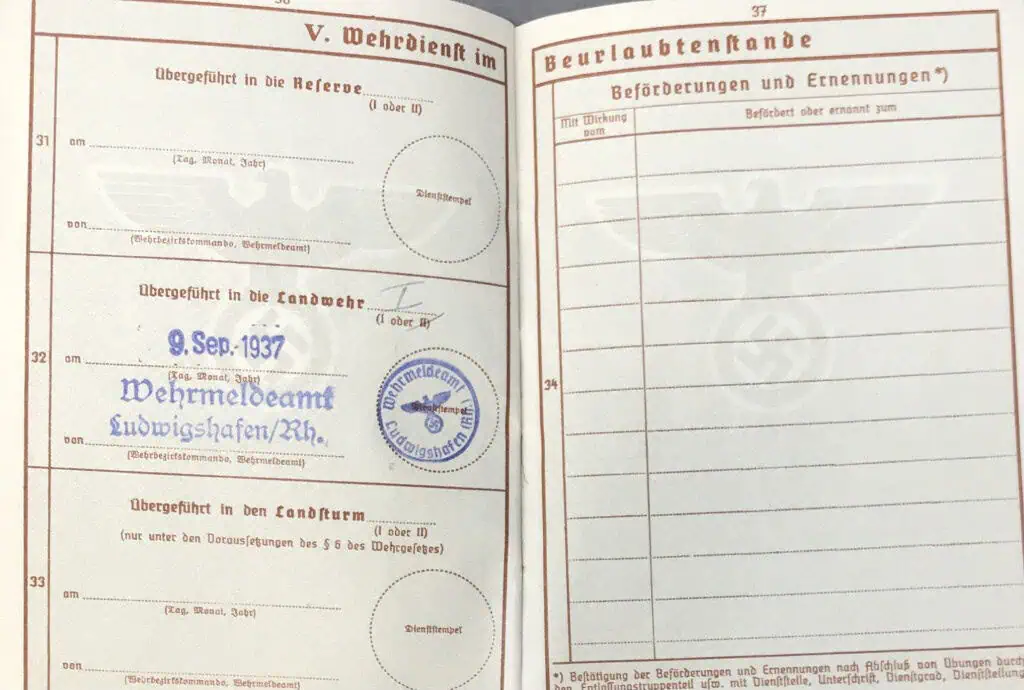 36
V. Wehrdienst im
Übergeführt in die Reserve
(I oder II)
31
am
(Tag, Monat, Jahr)
Dienststempel
von
(Wehrbezirkskommando, Wehrmeldeamt)
Übergeführt in die Landwehr I
(I oder II)
32
am 9. Sep. 1937
(Tag, Monat, Jahr)
Wehrmeldeamt
Ludwigshafen/Rh.
von
(Wehrbezirkskommando, Wehrmeldeamt)
Wehrmeldeamt
Dienststempel
Ludwigshafen (Rh.)
Übergeführt in den Landsturm
(I oder II)
(nur unter den Voraussetzungen des § 6 des Wehrgesetzes)
33
am
(Tag, Monat, Jahr)
Dienststempel
von
(Wehrbezirkskommando, Wehrmeldeamt)
37
Beurlaubtenstande
Beförderungen und Ernennungen*)
Mit Wirkung
vom
Befördert oder ernannt zum
34
*) Bestätigung der Beförderungen und Ernennungen nach Abschluß von Übungen durch
den Entlassungstruppenteil usw. mit Dienststelle, Unterschrift, Dienstgrad, Dienststellung